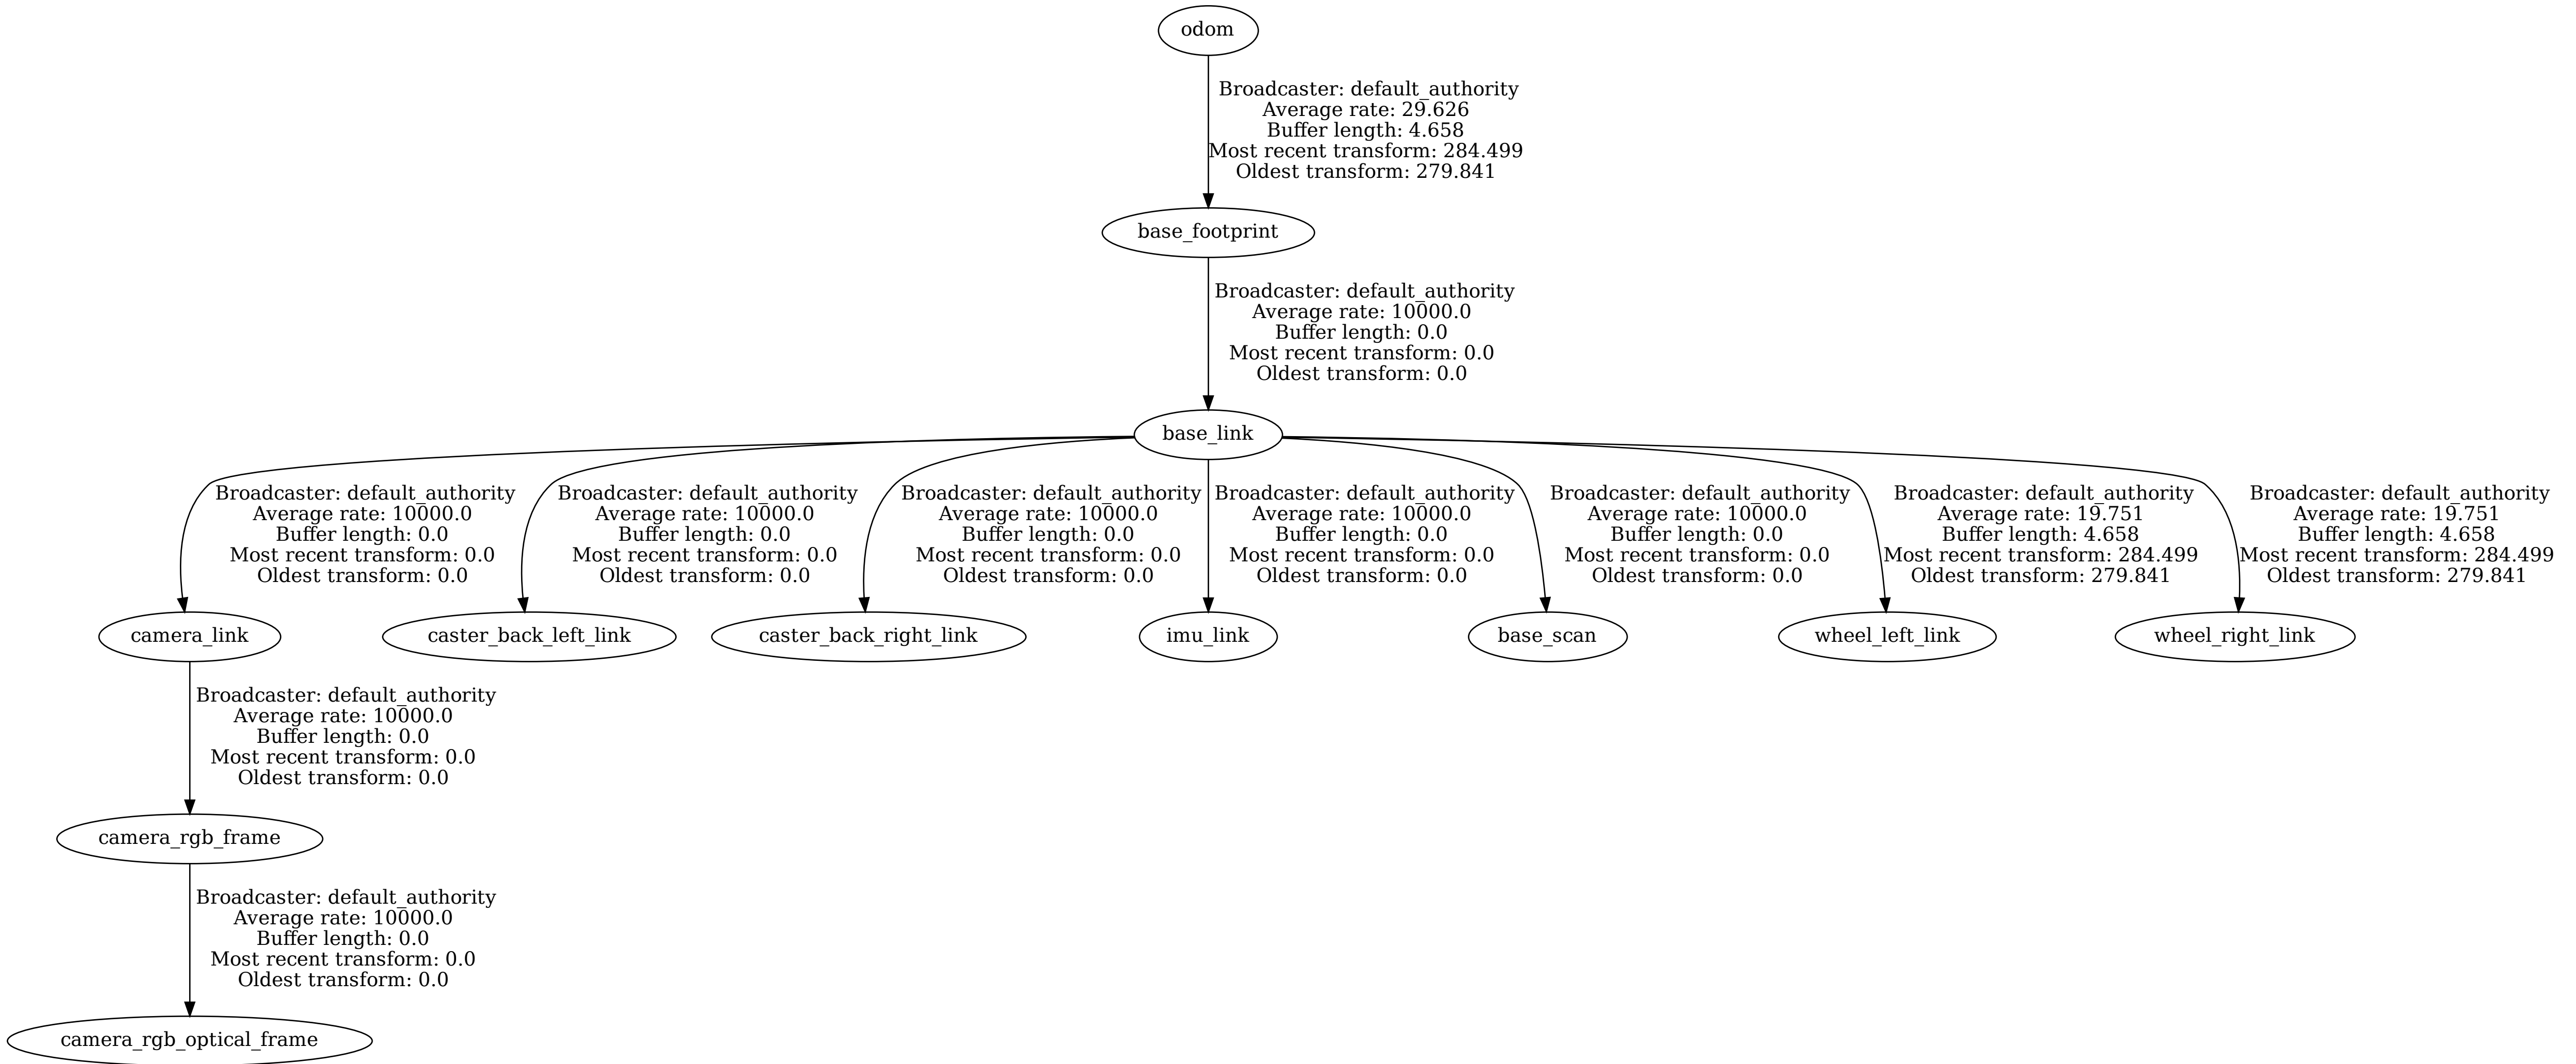 odom
Broadcaster: default_authority
Average rate: 29.626
Buffer length: 4.658
Most recent transform: 284.499
Oldest transform: 279.841
base_footprint
Broadcaster: default_authority
Average rate: 10000.0
Buffer length: 0.0
Most recent transform: 0.0
Oldest transform: 0.0
base_link
Broadcaster: default_authority
Average rate: 10000.0
Buffer length: 0.0
Most recent transform: 0.0
Oldest transform: 0.0
Broadcaster: default_authority
Average rate: 10000.0
Buffer length: 0.0
Most recent transform: 0.0
Oldest transform: 0.0
Broadcaster: default_authority
Average rate: 10000.0
Buffer length: 0.0
Most recent transform: 0.0
Oldest transform: 0.0
Broadcaster: default_authority
Average rate: 10000.0
Buffer length: 0.0
Most recent transform: 0.0
Oldest transform: 0.0
Broadcaster: default_authority
Average rate: 10000.0
Buffer length: 0.0
Most recent transform: 0.0
Oldest transform: 0.0
Broadcaster: default_authority
Average rate: 19.751
Buffer length: 4.658
Most recent transform: 284.499
Oldest transform: 279.841
Broadcaster: default_authority
Average rate: 19.751
Buffer length: 4.658
Most recent transform: 284.499
Oldest transform: 279.841
camera_link
caster_back_left_link
caster_back_right_link
imu_link
base_scan
wheel_left_link
wheel_right_link
Broadcaster: default_authority
Average rate: 10000.0
Buffer length: 0.0
Most recent transform: 0.0
Oldest transform: 0.0
camera_rgb_frame
Broadcaster: default_authority
Average rate: 10000.0
Buffer length: 0.0
Most recent transform: 0.0
Oldest transform: 0.0
camera_rgb_optical_frame